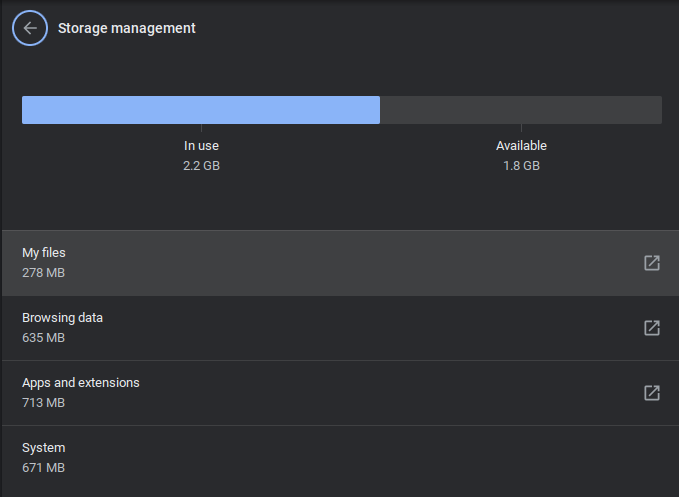 Storage management
In use
2.2 GB
Available
1.8 GB
My files
278 MB
Browsing data
635 MB
Apps and extensions
713 MB
System
671 MB